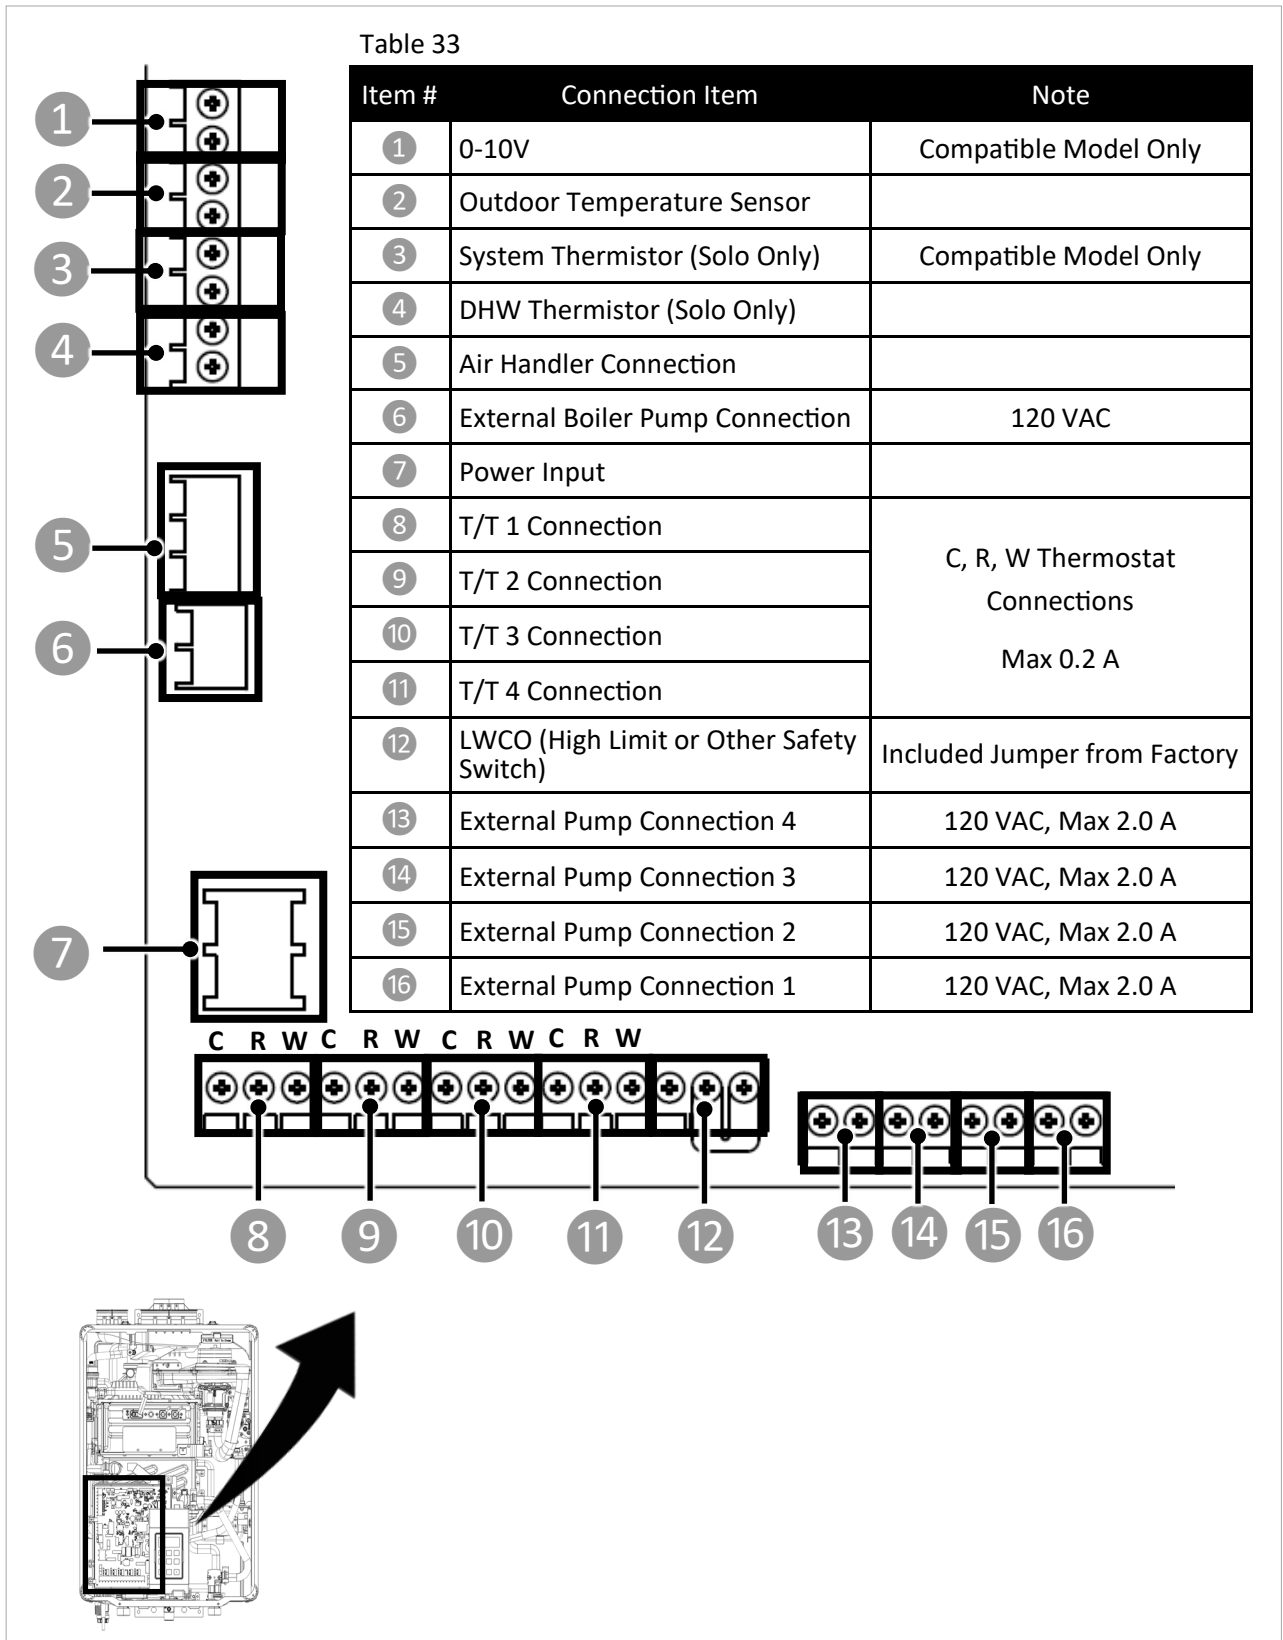 Table 33
Item # Connection Item Note
1 0-10V Compatible Model Only
2 Outdoor Temperature Sensor
3 System Thermistor (Solo Only) Compatible Model Only
4 DHW Thermistor (Solo Only)
5 Air Handler Connection
6 External Boiler Pump Connection 120 VAC
7 Power Input
8 T/T 1 Connection
9 T/T 2 Connection
10 T/T 3 Connection
11 T/T 4 Connection
C, R, W Thermostat
Connections
Max 0.2 A
12 LWCO (High Limit or Other Safety
Switch)
Included Jumper from Factory
13 External Pump Connection 4 120 VAC, Max 2.0 A
14 External Pump Connection 3 120 VAC, Max 2.0 A
15 External Pump Connection 2 120 VAC, Max 2.0 A
16 External Pump Connection 1 120 VAC, Max 2.0 A
1
2
3
4
5
6
7
C R W C R W C R W C R W
8 9 10 11 12 13 14 15 16